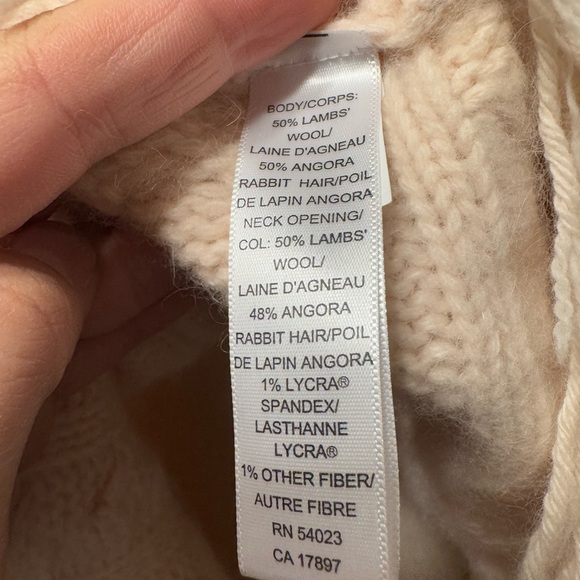 BODY/CORPS:
50% LAMBS'
WOOL/
LAINE D'AGNEAU
50% ANGORA
RABBIT HAIR/POIL
DE LAPIN ANGORA
NECK OPENING/
COL: 50% LAMBS'
WOOL/
LAINE D'AGNEAU
48% ANGORA
RABBIT HAIR/POIL
DE LAPIN ANGORA
1% LYCRA®
SPANDEX/
LASTHANNE
LYCRA®
1% OTHER FIBER/
AUTRE FIBRE
RN 54023
CA 17897